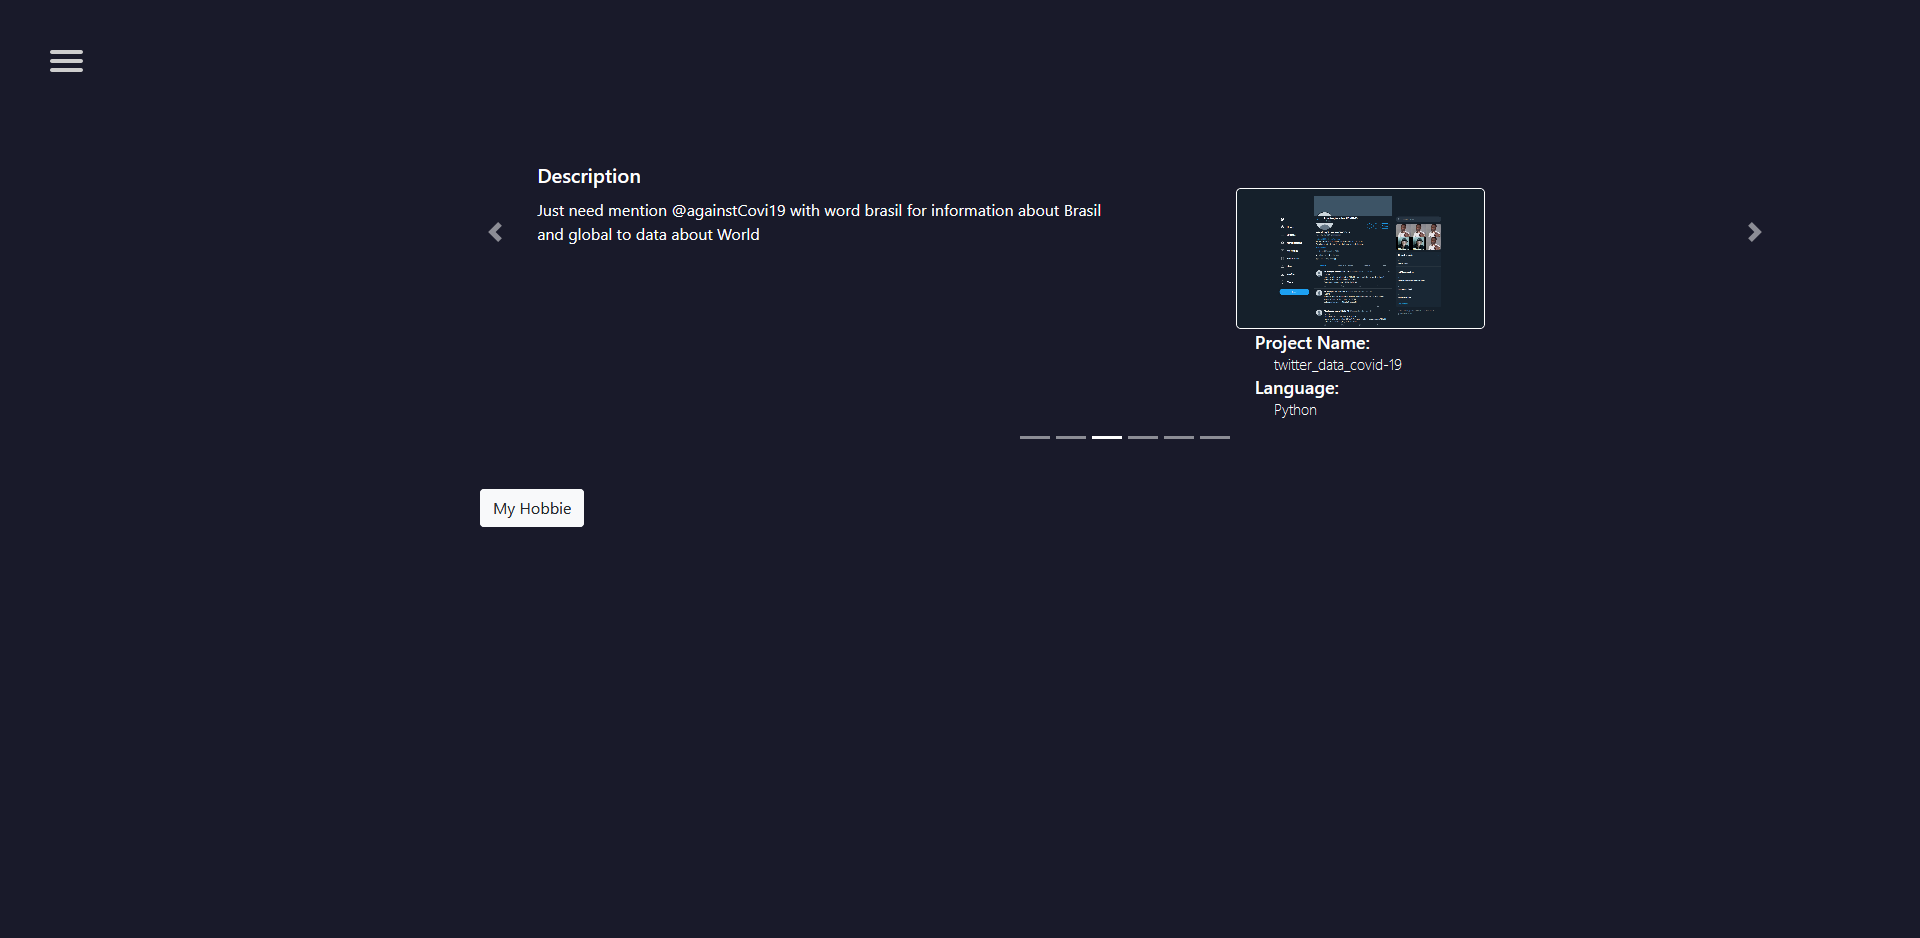 Description
Just need mention @againstCovi19 with word brasil for information about Brasil
and global to data about World
Project Name:
twitter_data_covid-19
Language:
Python
My Hobbie